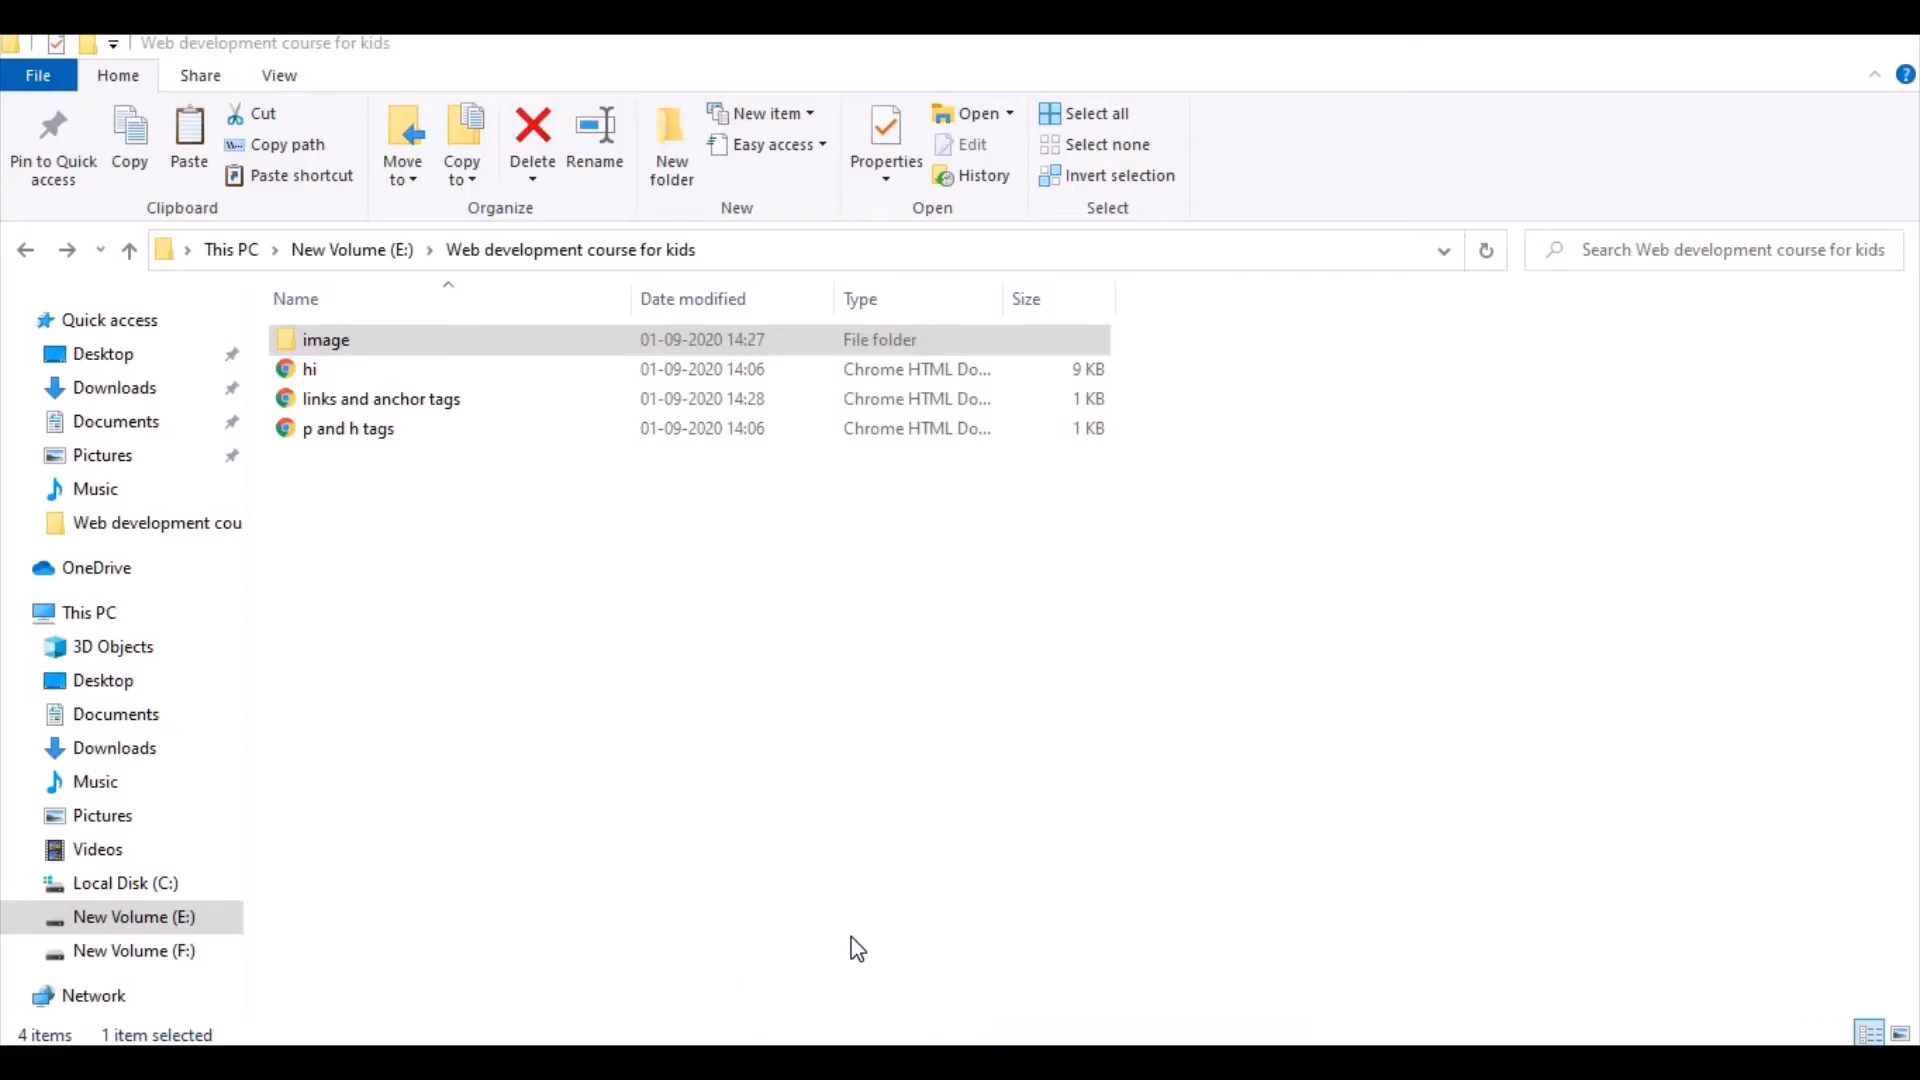 Web development course for kids
File Home Share View
Pin to Quick access
Copy
Paste
Cut
Copy path
Paste shortcut
Clipboard
Move to
Copy to
Delete
Rename
Organize
New folder
New item
Easy access
New
Properties
Open
Edit
History
Open
Select all
Select none
Invert selection
Select
This PC > New Volume (E:) > Web development course for kids
Search Web development course for kids
Name Date modified Type Size
image 01-09-2020 14:27 File folder
hi 01-09-2020 14:06 Chrome HTML Do... 9 KB
links and anchor tags 01-09-2020 14:28 Chrome HTML Do... 1 KB
p and h tags 01-09-2020 14:06 Chrome HTML Do... 1 KB
Quick access
Desktop
Downloads
Documents
Pictures
Music
Web development cou
OneDrive
This PC
3D Objects
Desktop
Documents
Downloads
Music
Pictures
Videos
Local Disk (C:)
New Volume (E:)
New Volume (F:)
Network
4 items 1 item selected